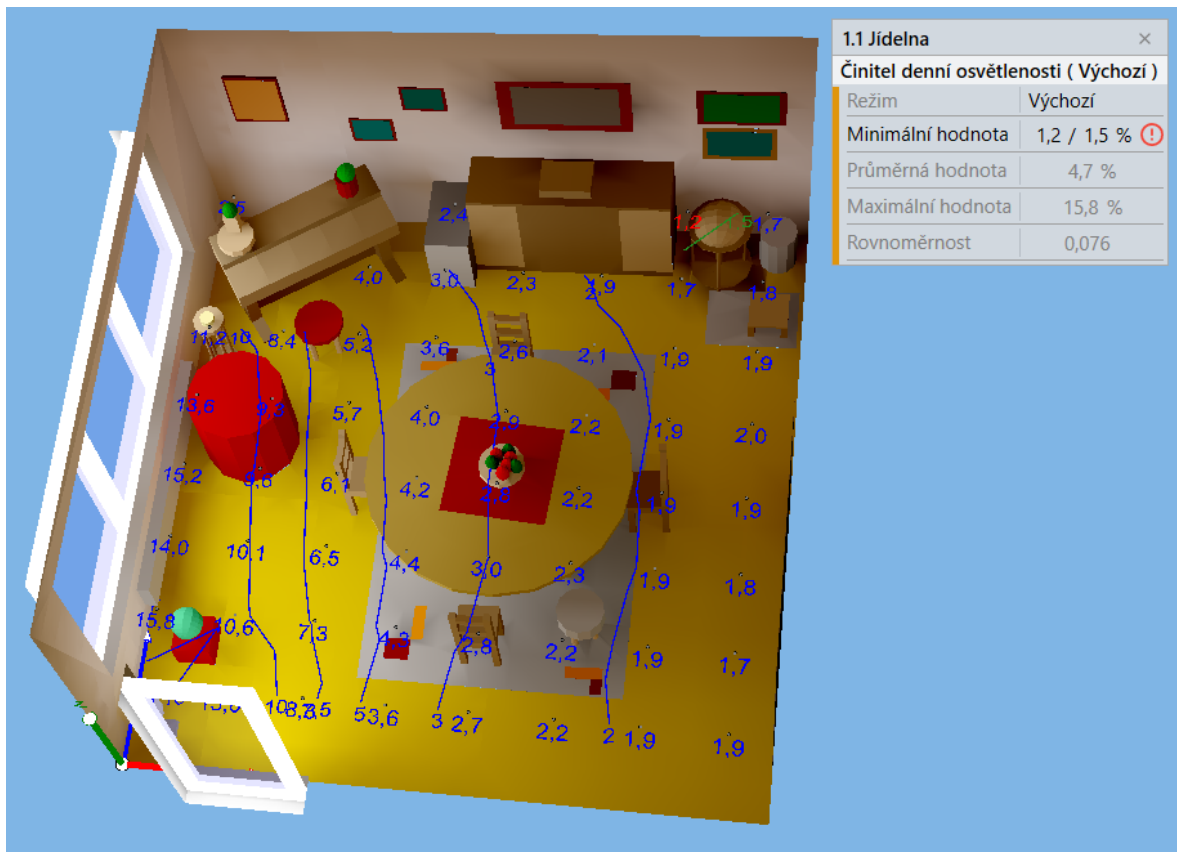 1.1 Jídelna
Činitel denní osvětlenosti ( Výchozí )
Režim Výchozí
Minimální hodnota 1,2 / 1,5 %
Průměrná hodnota 4,7 %
Maximální hodnota 15,8 %
Rovnoměrnost 0,076
2,4 1,2 1,5 1,7
4,0 3,0 2,3 1,9 1,7 1,8
2
11,2 10 8,4 5,2 3,6 2,6 2,1 1,9 1,9
3
13,6 9,3 5,7 4,0 2,9 2,2 1,9 2,0
15,2 6,1 4,2 2,8 2,2 1,9 1,9
14,0 10,1 6,5 4,4 3,0 2,3 1,9 1,8
15,8 10,6 7,3 4,3 2,8 2,2 1,9 1,7
10 7,5 5 3,6 3 2,7 2,2 2 1,9 1,9